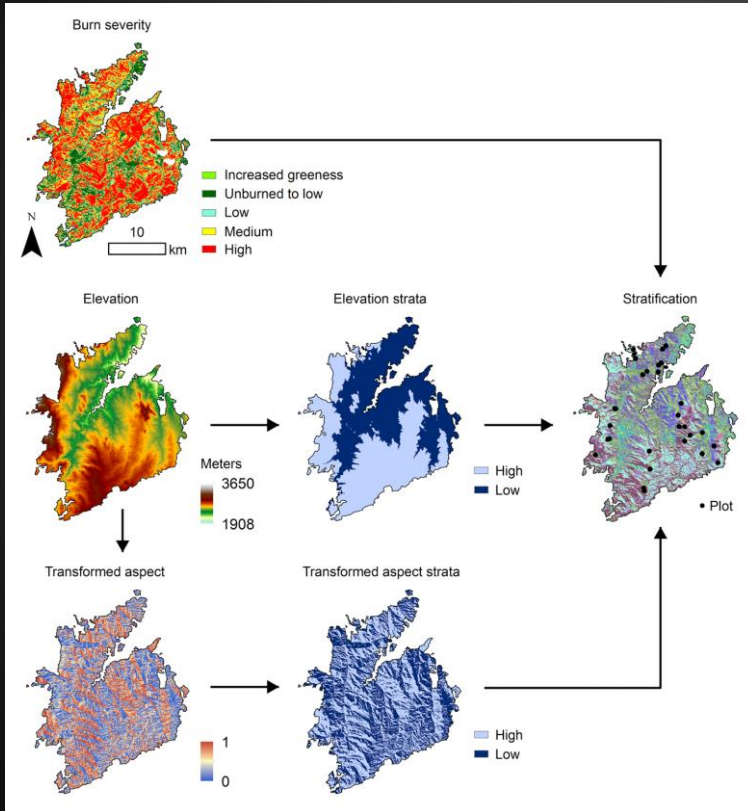 Burn severity
Increased greeness
Unburned to low
Low
Medium
High
N
10
km
Elevation
Elevation strata
Stratification
Meters
3650
1908
High
Low
Plot
Transformed aspect
Transformed aspect strata
1
0
High
Low